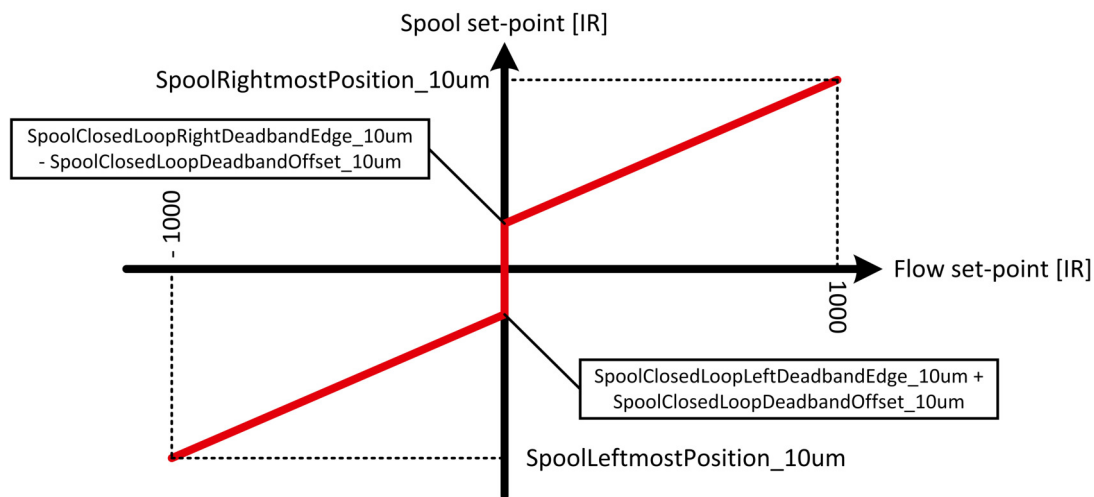 Spool set-point [IR]
SpoolRightmostPosition_10um
SpoolClosedLoopRightDeadbandEdge_10um
- SpoolClosedLoopDeadbandOffset_10um
- 1000
Flow set-point [IR]
1000
SpoolClosedLoopLeftDeadbandEdge_10um +
SpoolClosedLoopDeadbandOffset_10um
SpoolLeftmostPosition_10um